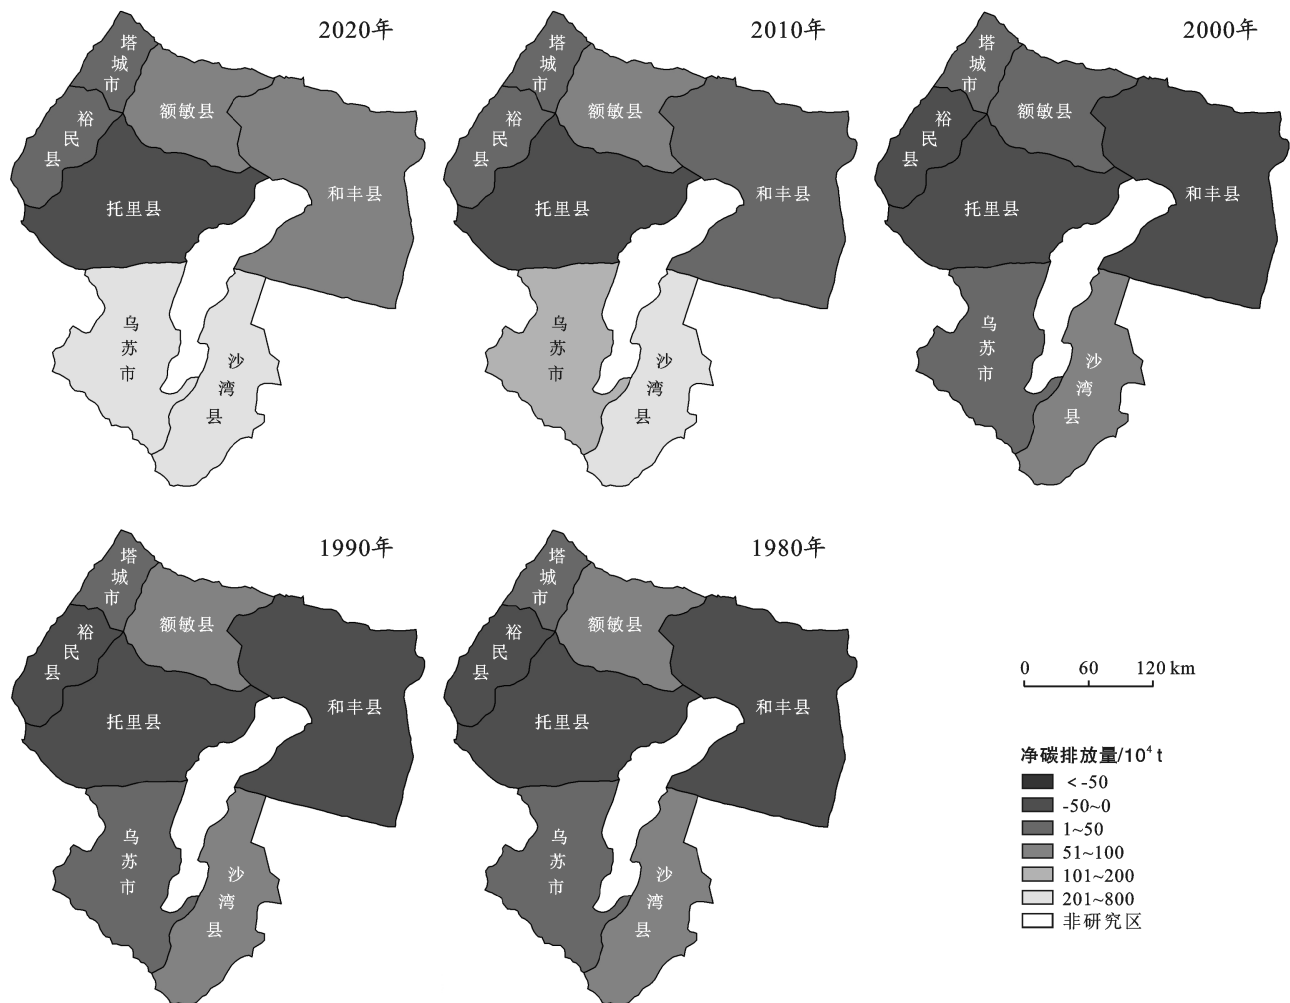 2020年
塔城市
额敏县
裕民县
托里县
和丰县
乌苏市
沙湾县
2010年
塔城市
额敏县
裕民县
托里县
和丰县
乌苏市
沙湾县
2000年
塔城市
额敏县
裕民县
托里县
和丰县
乌苏市
沙湾县
1990年
塔城市
额敏县
裕民县
托里县
和丰县
乌苏市
沙湾县
1980年
塔城市
额敏县
裕民县
托里县
和丰县
乌苏市
沙湾县
0 60 120 km
净碳排放量/10⁴ t
<-50
-50~0
1~50
51~100
101~200
201~800
非研究区